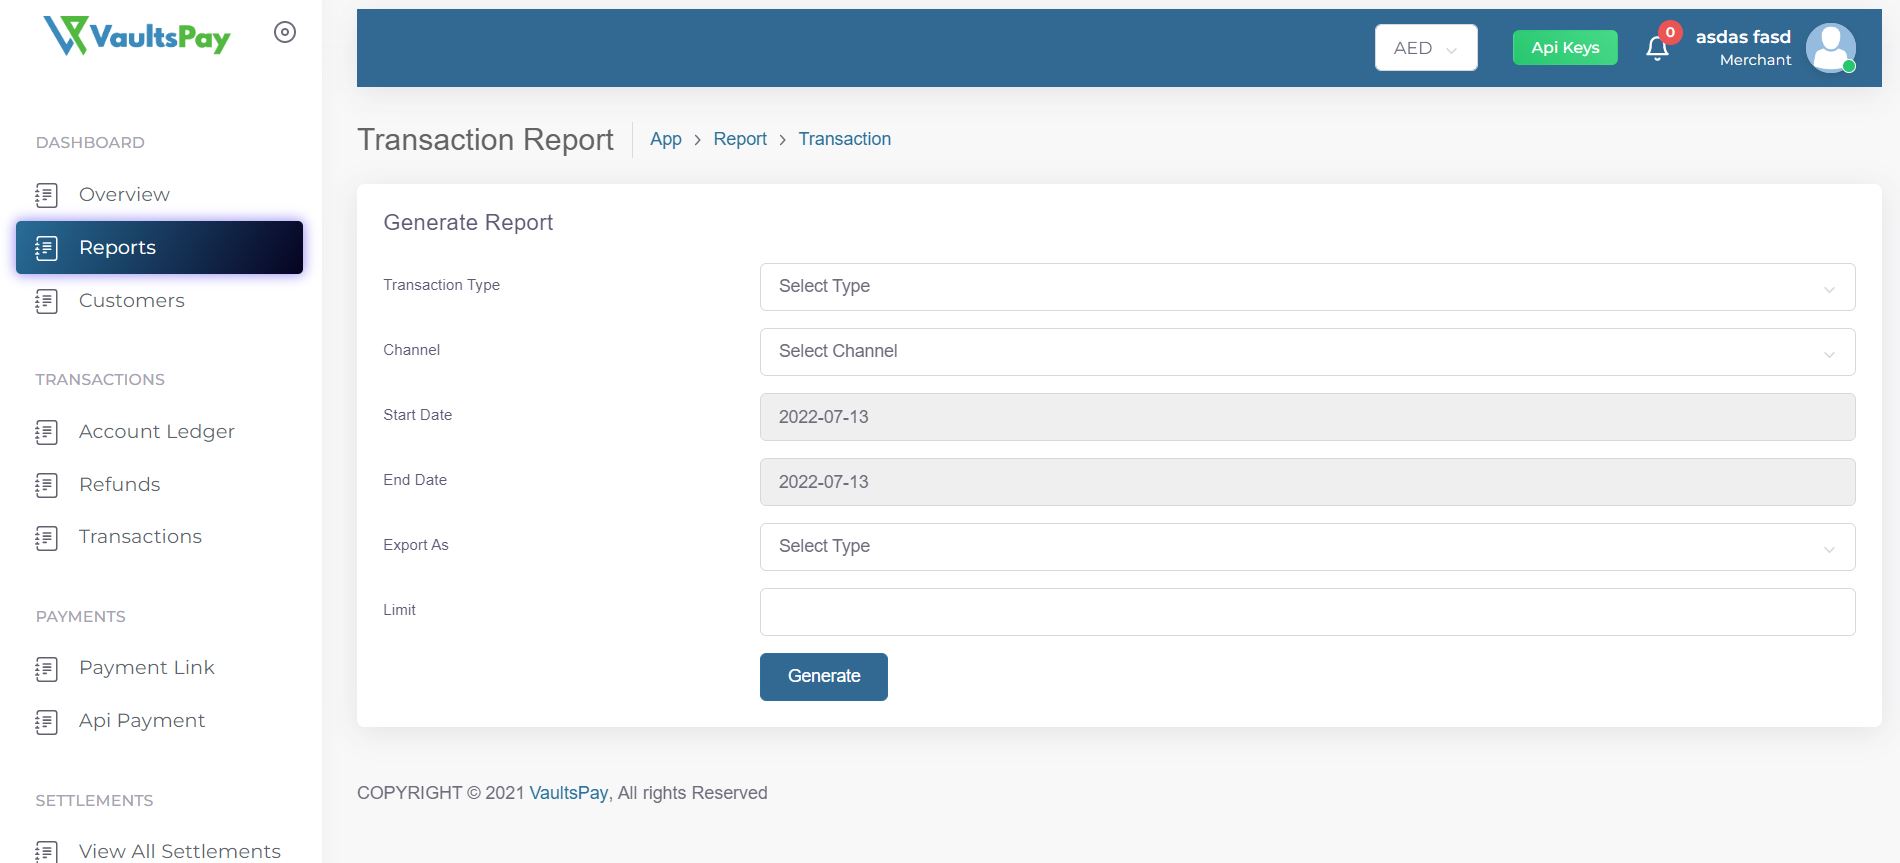 VaultsPay
AED
Api Keys
0
asdas fasd
Merchant
DASHBOARD
Overview
Reports
Customers
TRANSACTIONS
Account Ledger
Refunds
Transactions
PAYMENTS
Payment Link
Api Payment
SETTLEMENTS
View All Settlements
Transaction Report
App > Report > Transaction
Generate Report
Transaction Type
Select Type
Channel
Select Channel
Start Date
2022-07-13
End Date
2022-07-13
Export As
Select Type
Limit
Generate
COPYRIGHT © 2021 VaultsPay, All rights Reserved